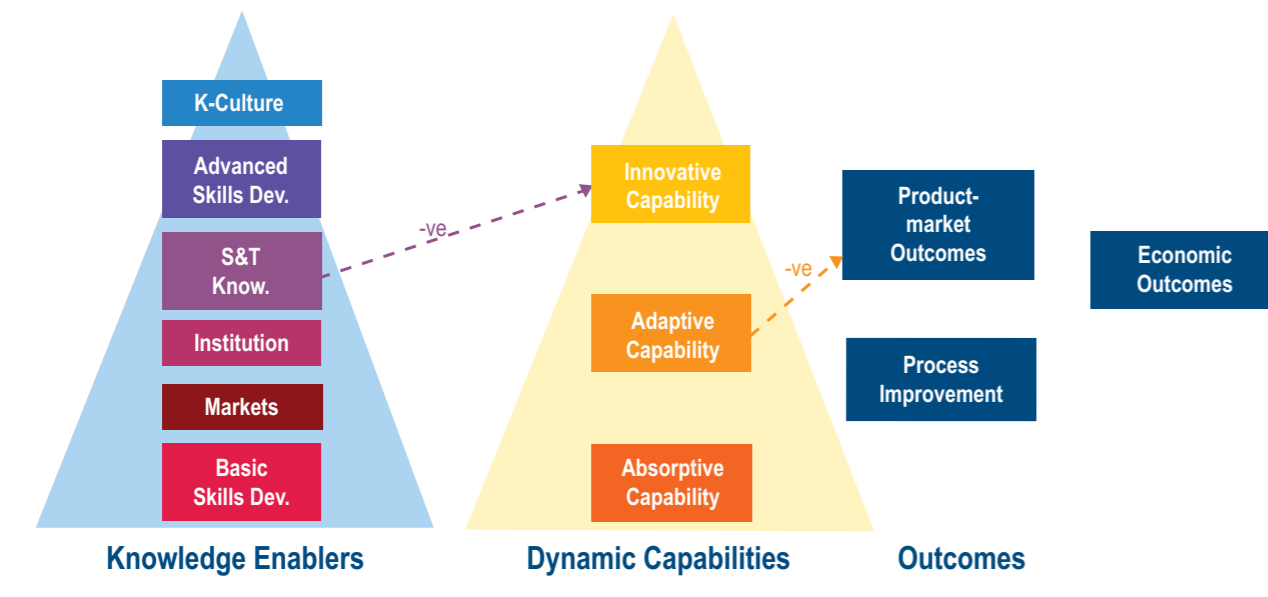 K-Culture
Advanced
Skills Dev.
S&T
Know.
Institution
Markets
Basic
Skills Dev.
Knowledge Enablers
-ve
Innovative
Capability
Adaptive
Capability
Absorptive
Capability
Dynamic Capabilities
-ve
Product-
market
Outcomes
Process
Improvement
Economic
Outcomes
Outcomes